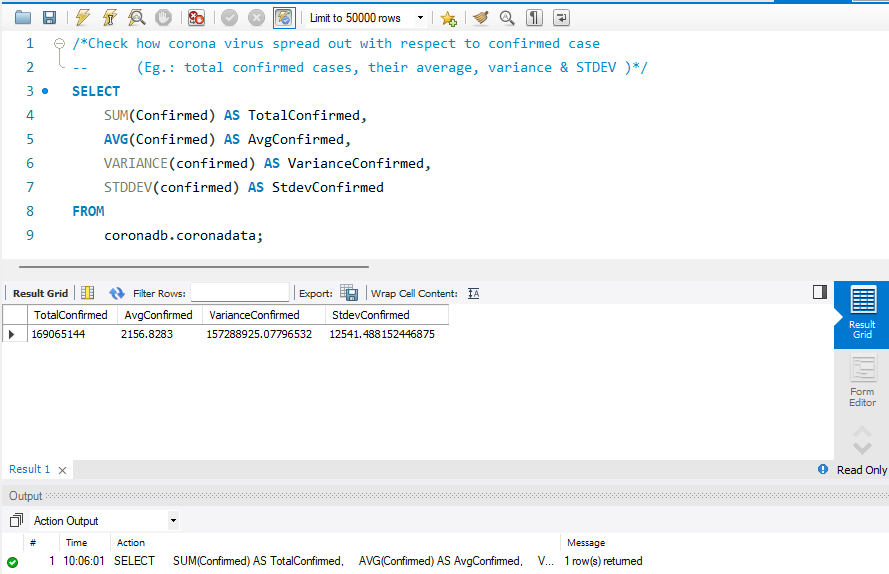 Limit to 50000 rows
1 /*Check how corona virus spread out with respect to confirmed case
2 -- (Eg.: total confirmed cases, their average, variance & STDEV )*/
3 SELECT
4 SUM(Confirmed) AS TotalConfirmed,
5 AVG(Confirmed) AS AvgConfirmed,
6 VARIANCE(confirmed) AS VarianceConfirmed,
7 STDDEV(confirmed) AS StdevConfirmed
8 FROM
9 coronadb.coronadata;
Result Grid Filter Rows: Export: Wrap Cell Content:
TotalConfirmed AvgConfirmed VarianceConfirmed StdevConfirmed
169065144 2156.8283 157288925.07796532 12541.488152446875
Result
Grid
Form
Editor
Result 1 Read Only
Output
Action Output
# Time Action Message
1 10:06:01 SELECT SUM(Confirmed) AS TotalConfirmed, AVG(Confirmed) AS AvgConfirmed, V... 1 row(s) returned